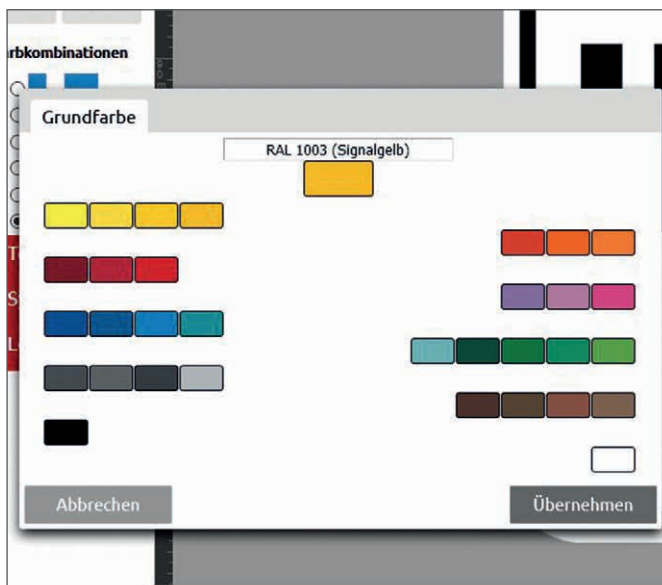 rbkombinationen
Grundfarbe
RAL 1003 (Signalgelb)
Abbrechen
Übernehmen